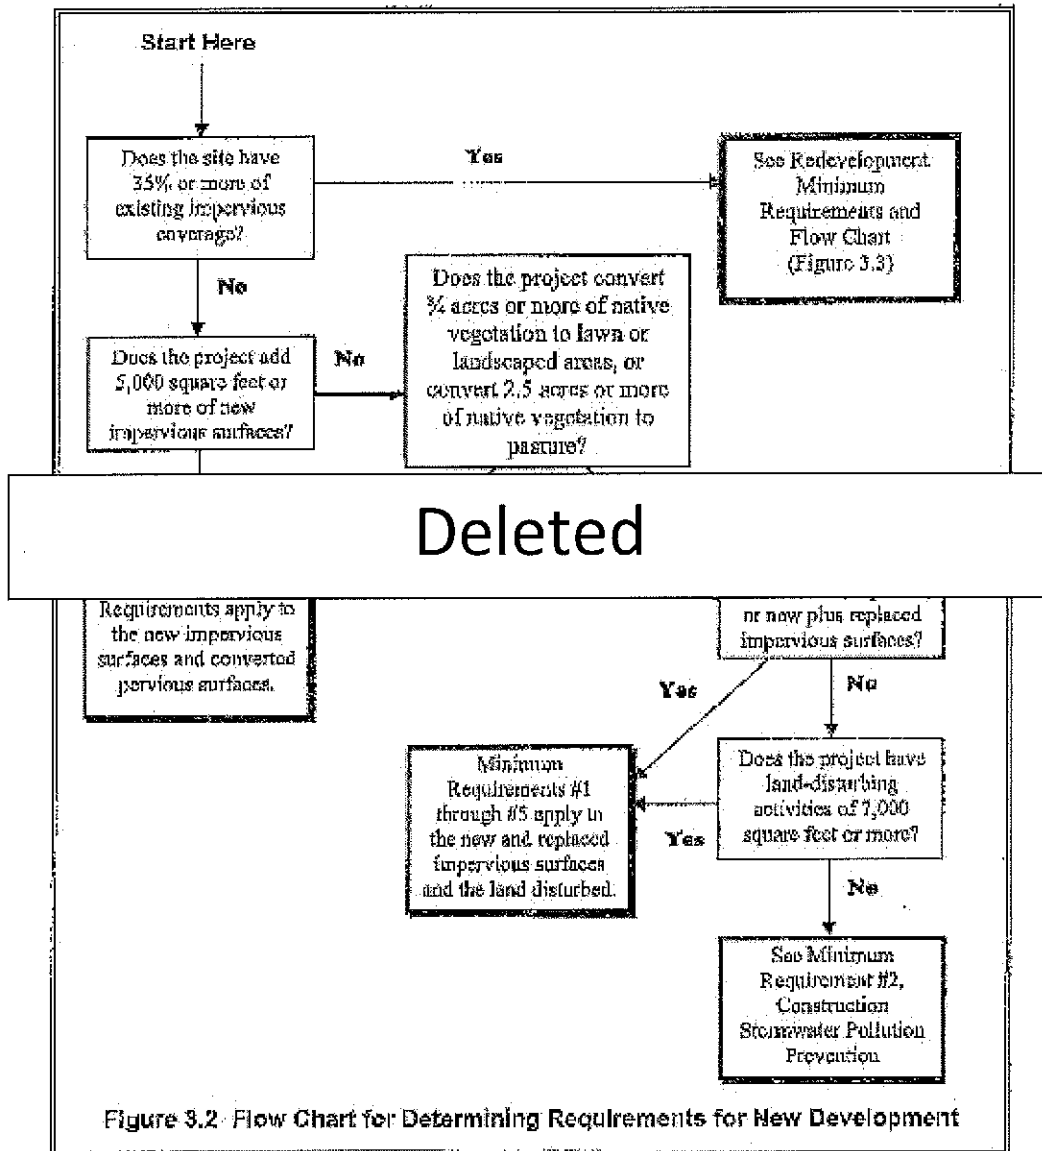 Start Here
Does the site have
35% or more of
existing impervious
coverage?
Yes
See Redevelopment
Minimum
Requirements and
Flow Chart
(Figure 3.3)
No
Does the project add
5,000 square feet or
more of new
impervious surfaces?
No
Does the project convert
¾ acres or more of native
vegetation to lawn or
landscaped areas, or
convert 2.5 acres or more
of native vegetation to
pasture?
Deleted
Requirements apply to
the new impervious
surfaces and converted
pervious surfaces.
or new plus replaced
impervious surfaces?
Yes
No
Minimum
Requirements #1
through #5 apply to
the new and replaced
impervious surfaces
and the land disturbed.
Yes
Does the project have
land-disturbing
activities of 7,000
square feet or more?
No
See Minimum
Requirement #2,
Construction
Stormwater Pollution
Prevention
Figure 3.2 Flow Chart for Determining Requirements for New Development